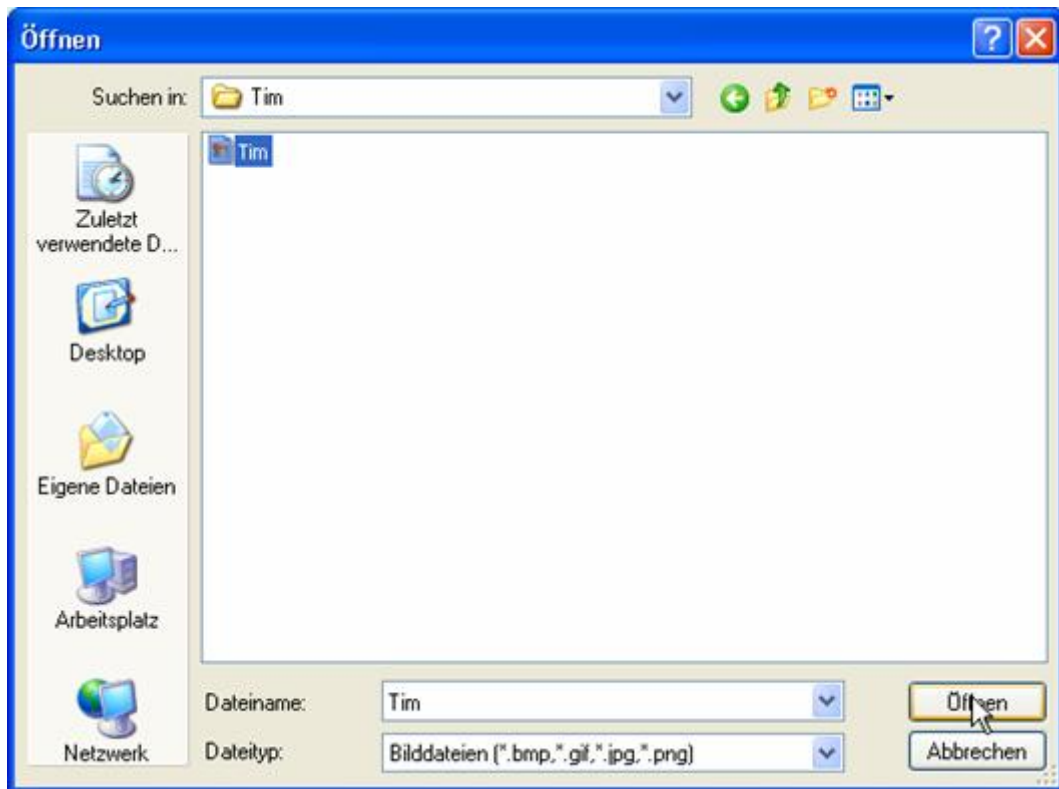 Öffnen
Suchen in:
Tim
Tim
Zuletzt
verwendete D...
Desktop
Eigene Dateien
Arbeitsplatz
Netzwerk
Dateiname:
Tim
Öffnen
Dateityp:
Bilddateien (*.bmp,*.gif,*.jpg,*.png)
Abbrechen